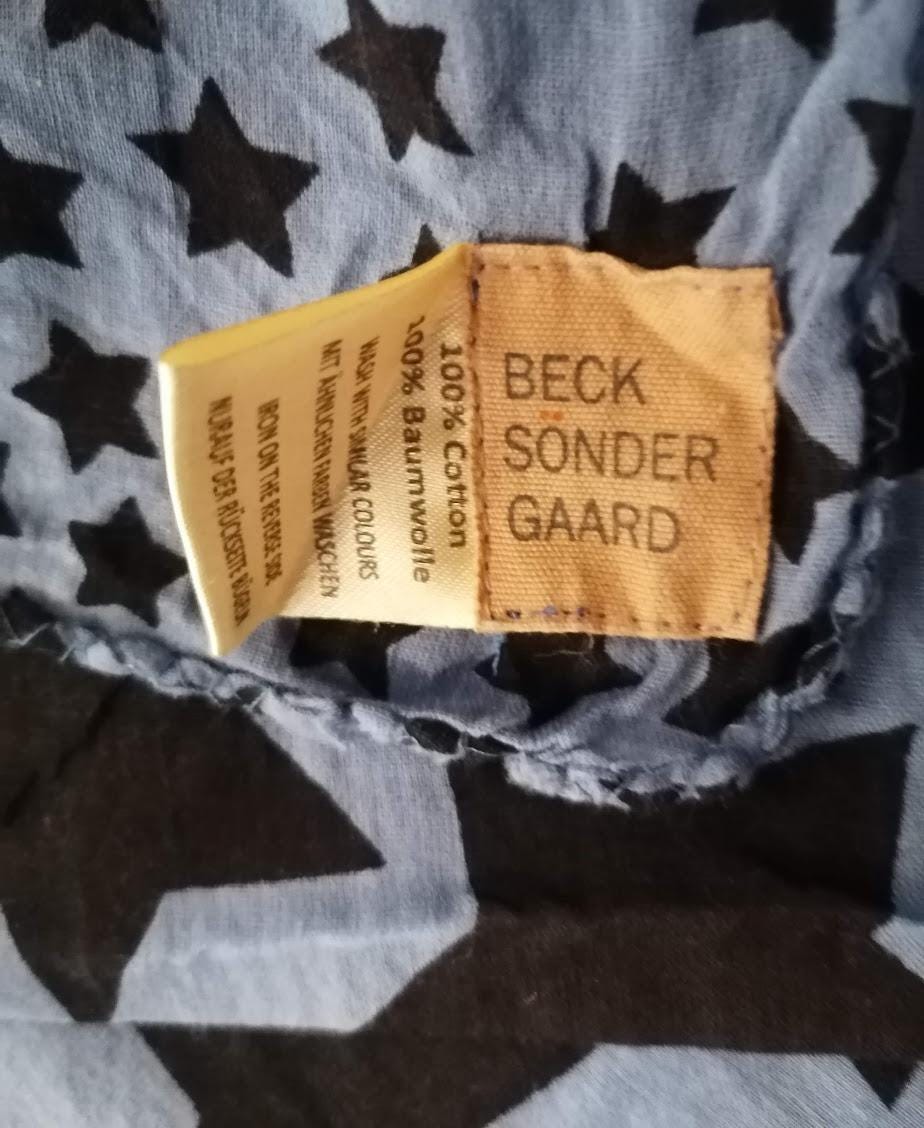 BECK
SÖNDER
GAARD
100% Cotton
100% Baumwolle
WASH WITH SIMILAR COLOURS
MIT ÄHNLICHEN FARBEN WASCHEN
IRON ON THE REVERSE SIDE
NUR AUF DER RÜCKSEITE BÜGELN